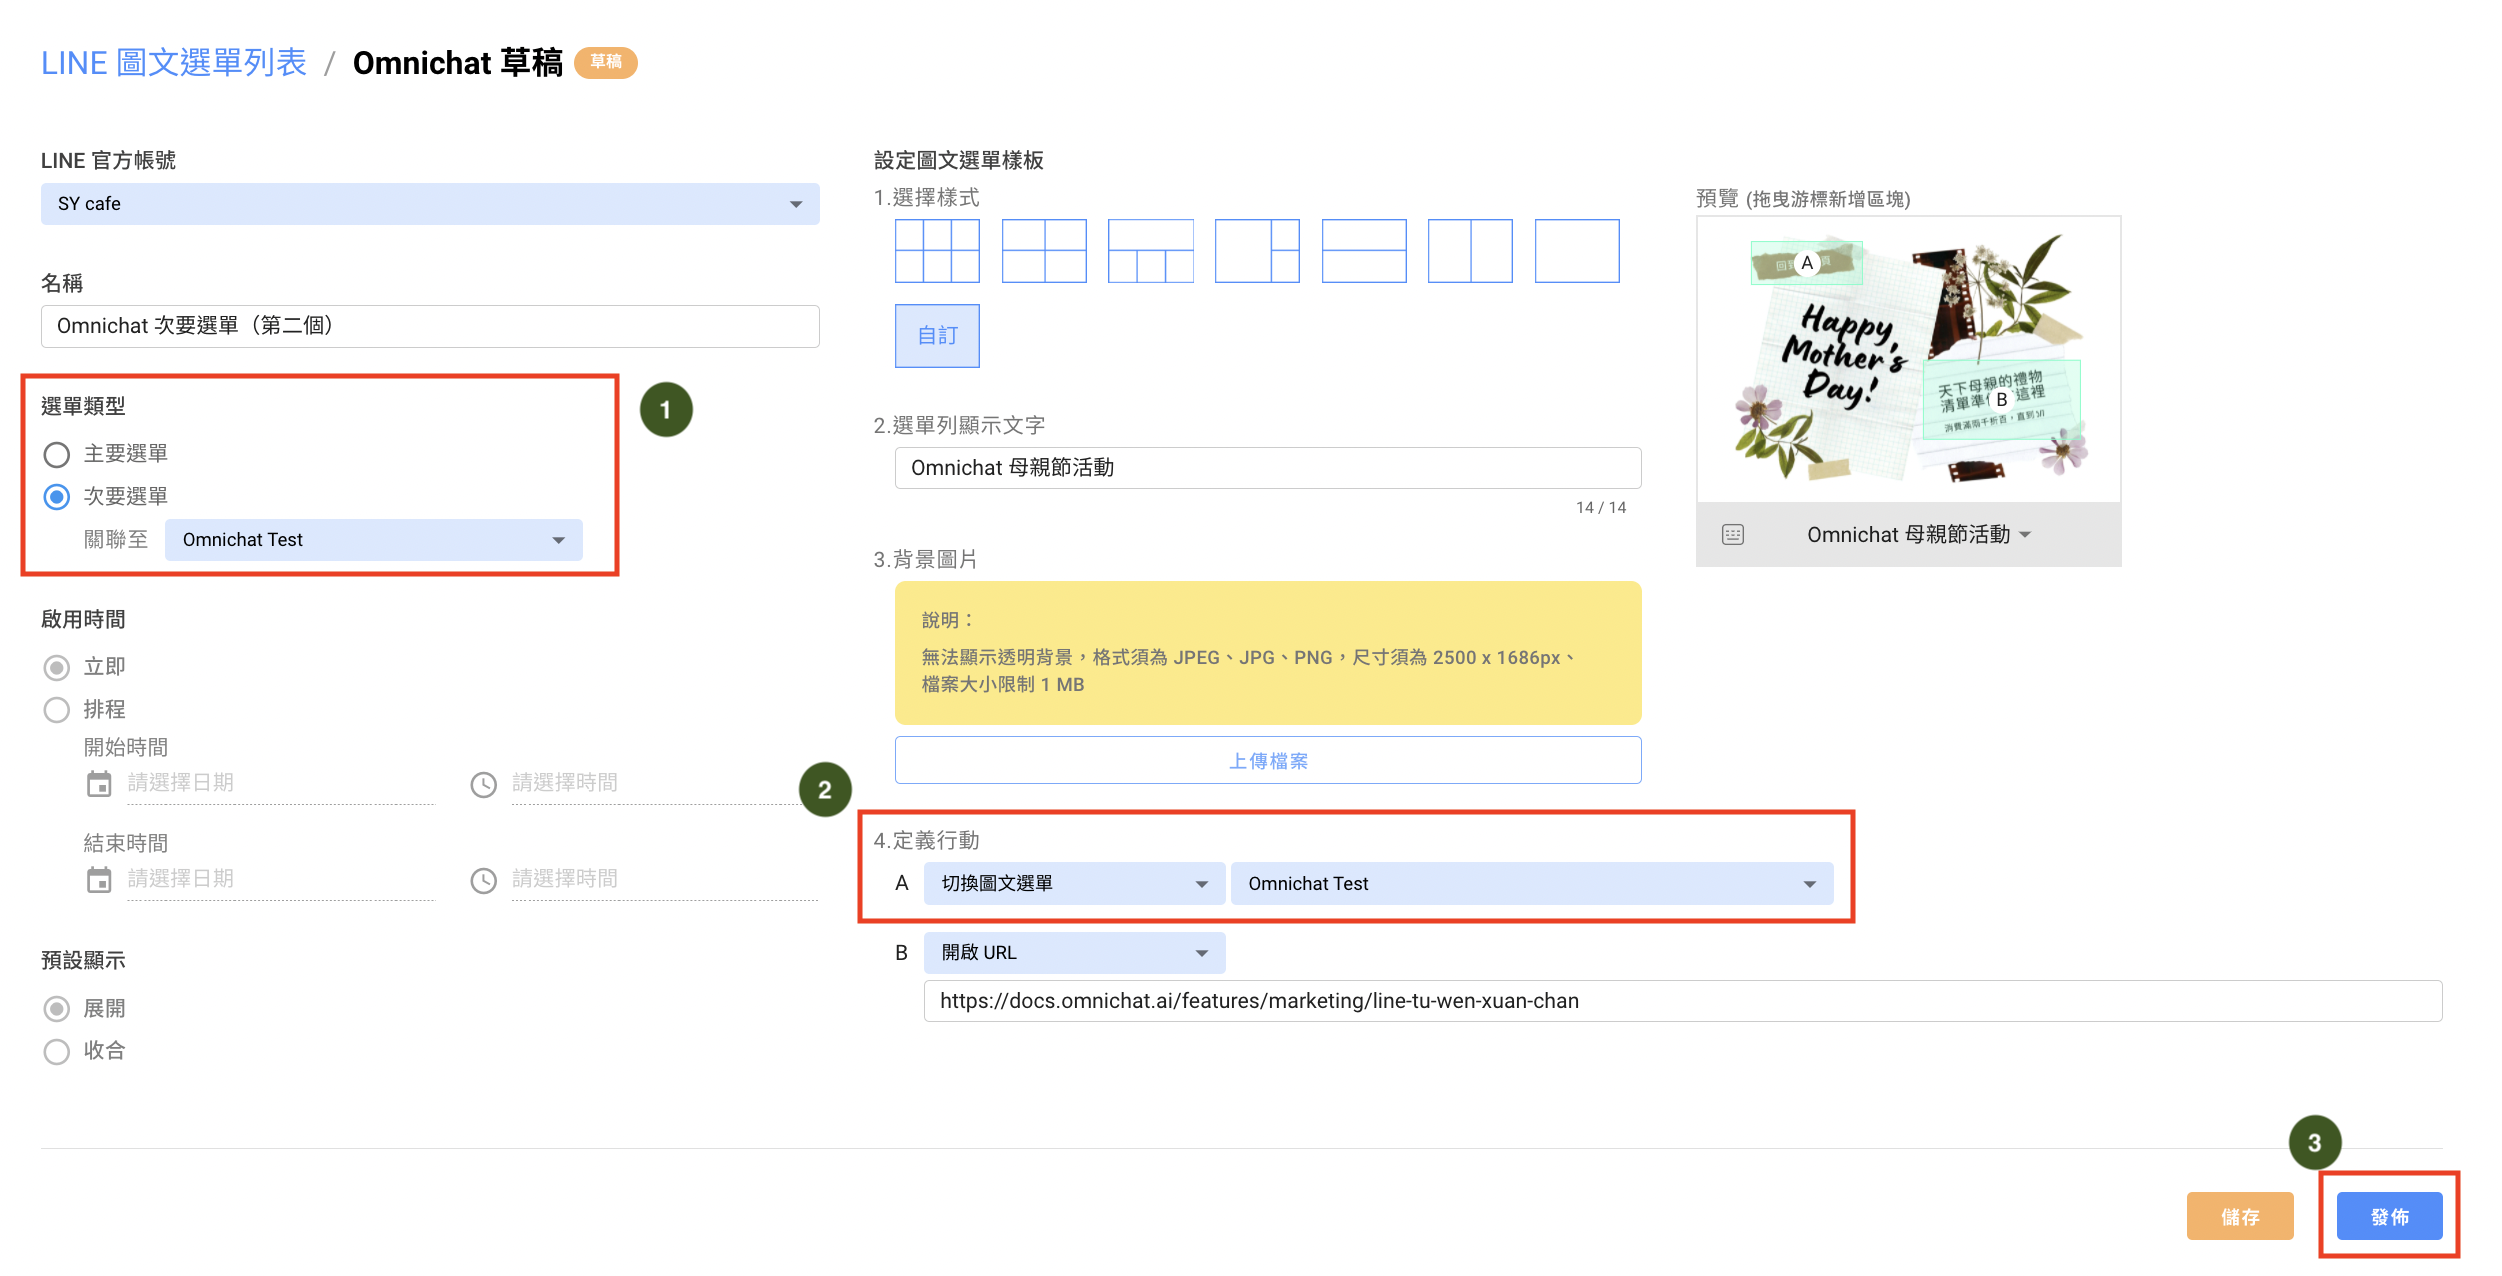 LINE 圖文選單列表 / Omnichat 草稿 草稿
LINE 官方帳號
SY cafe
名稱
Omnichat 次要選單（第二個）
1
選單類型
主要選單
次要選單
關聯至 Omnichat Test
啟用時間
立即
排程
開始時間
請選擇日期 請選擇時間
結束時間
請選擇日期 請選擇時間
預設顯示
展開
收合
設定圖文選單樣板
1.選擇樣式
自訂
2.選單列顯示文字
Omnichat 母親節活動
14 / 14
3.背景圖片
說明：
無法顯示透明背景，格式須為 JPEG、JPG、PNG，尺寸須為 2500 x 1686px、
檔案大小限制 1 MB
上傳檔案
2
4.定義行動
A 切換圖文選單 Omnichat Test
B 開啟 URL
https://docs.omnichat.ai/features/marketing/line-tu-wen-xuan-chan
預覽 (拖曳游標新增區塊)
A
Happy
Mother's
Day!
天下母親的禮物
清單準 B 這裡
消費滿兩千折百，直到
Omnichat 母親節活動
3
儲存
發佈